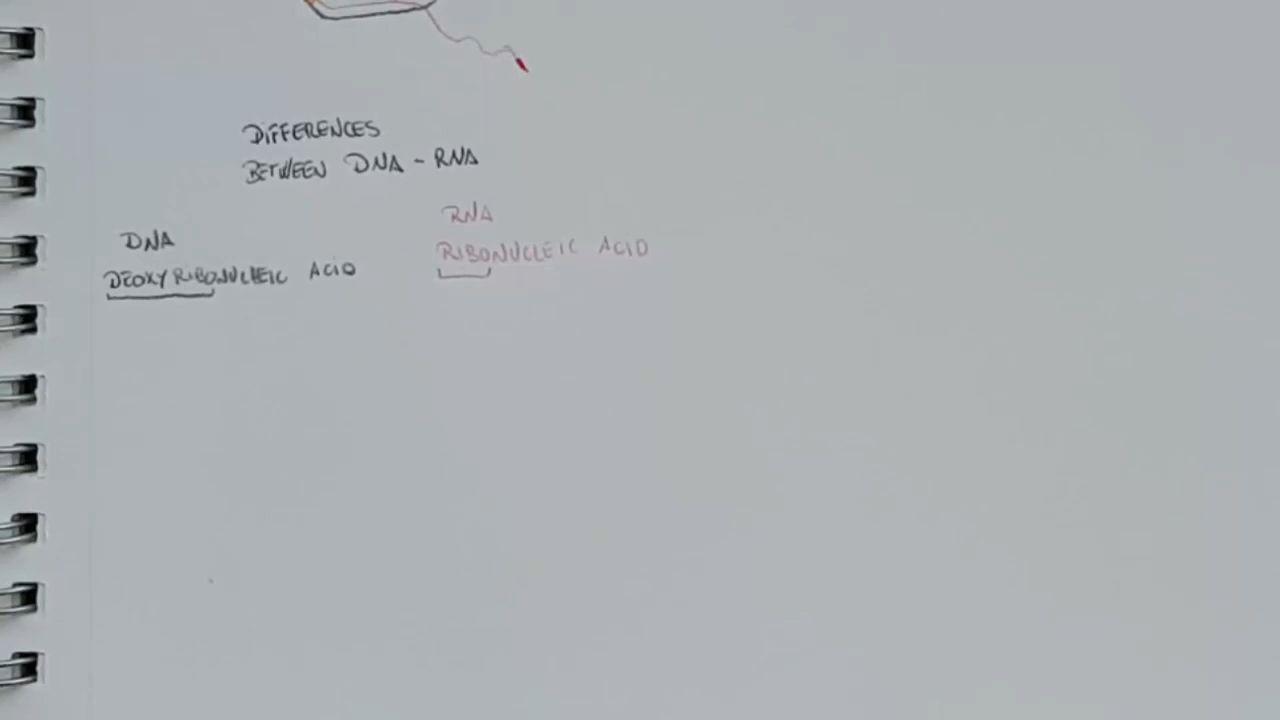 DIFFERENCES
BETWEEN DNA - RNA
DNA
DEOXYRIBONUCLEIC ACID
RNA
RIBONUCLEIC ACID